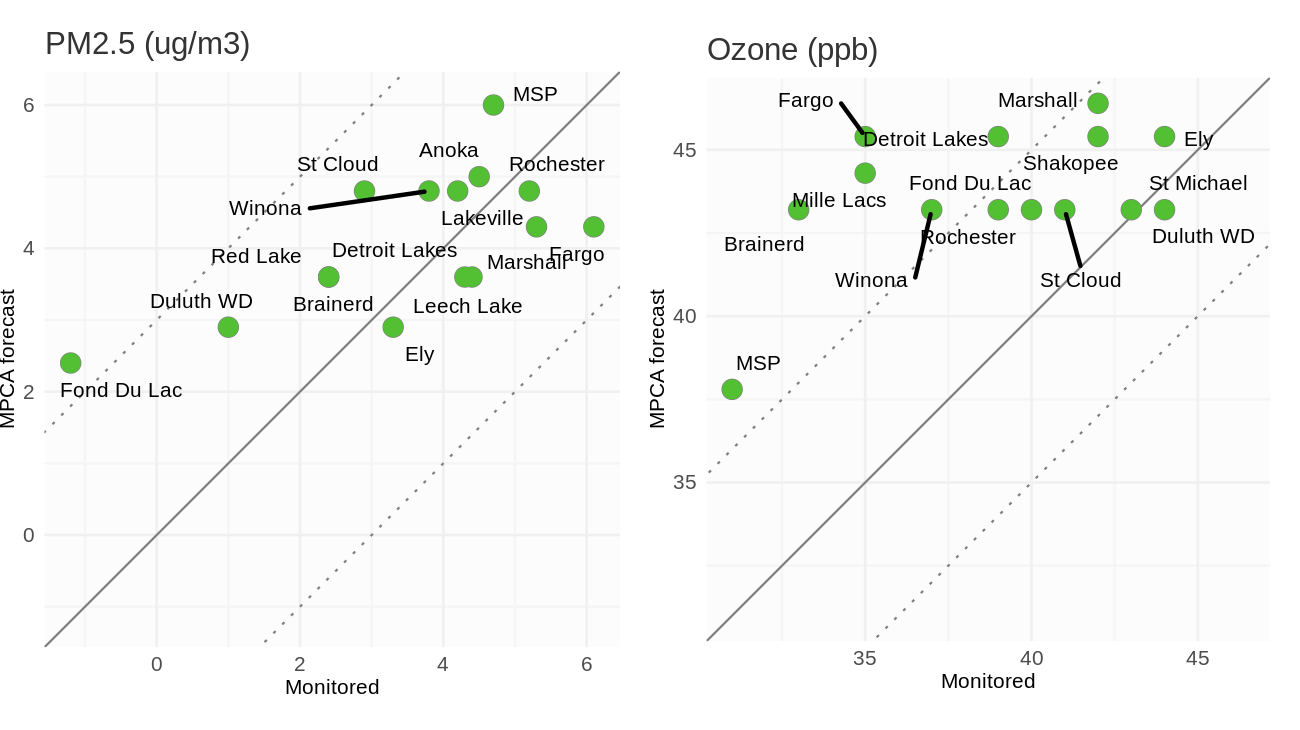 PM2.5 (ug/m3)
MPCA forecast
6
4
2
0
MSP
Anoka
St Cloud
Rochester
Winona
Lakeville
Red Lake
Detroit Lakes
Fargo
Marshall
Duluth WD
Brainerd
Leech Lake
Ely
Fond Du Lac
0
2
4
6
Monitored
Ozone (ppb)
MPCA forecast
45
40
35
Fargo
Marshall
Detroit Lakes
Ely
Shakopee
Fond Du Lac
St Michael
Mille Lacs
Rochester
Duluth WD
Brainerd
Winona
St Cloud
MSP
35
40
45
Monitored